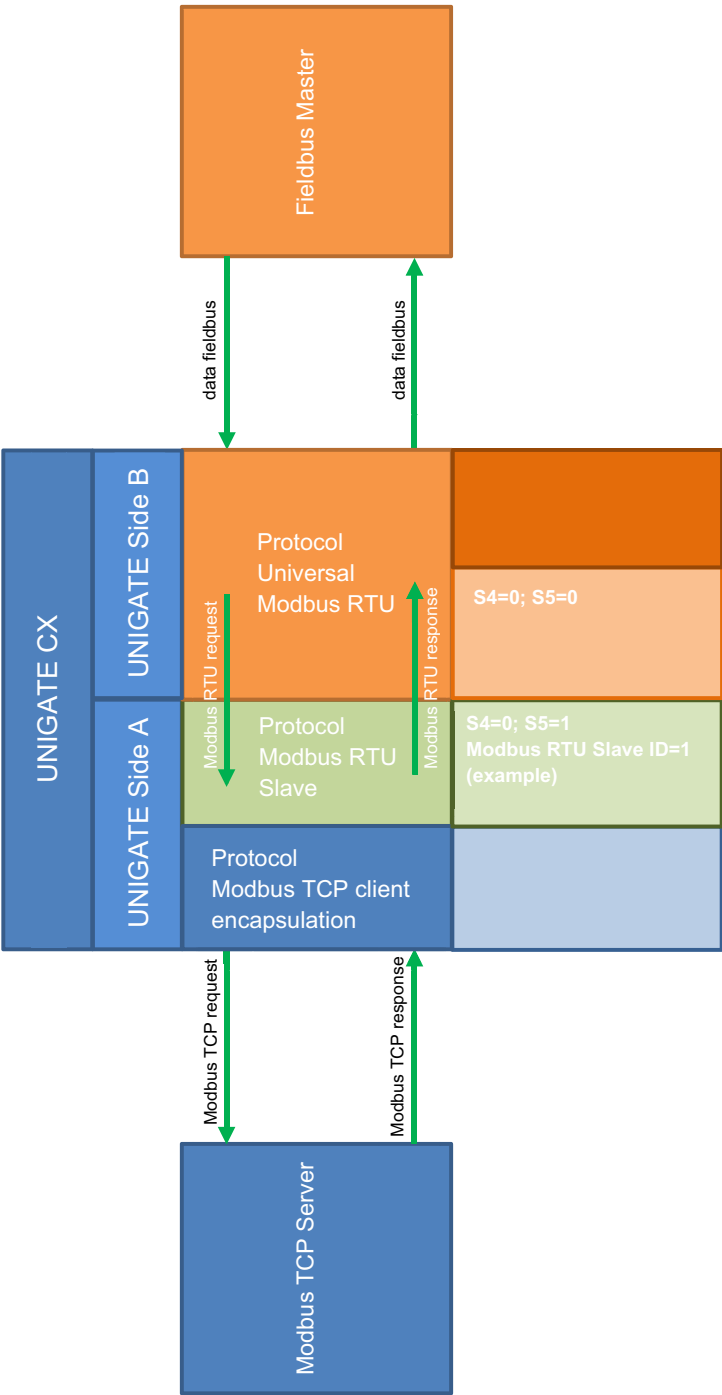 Fieldbus Master
data fieldbus
data fieldbus
UNIGATE CX
UNIGATE Side B
Protocol
Universal
Modbus RTU
S4=0; S5=0
Modbus RTU request
Modbus RTU response
UNIGATE Side A
Protocol
Modbus RTU
Slave
S4=0; S5=1
Modbus RTU Slave ID=1
(example)
Protocol
Modbus TCP client
encapsulation
Modbus TCP request
Modbus TCP response
Modbus TCP Server